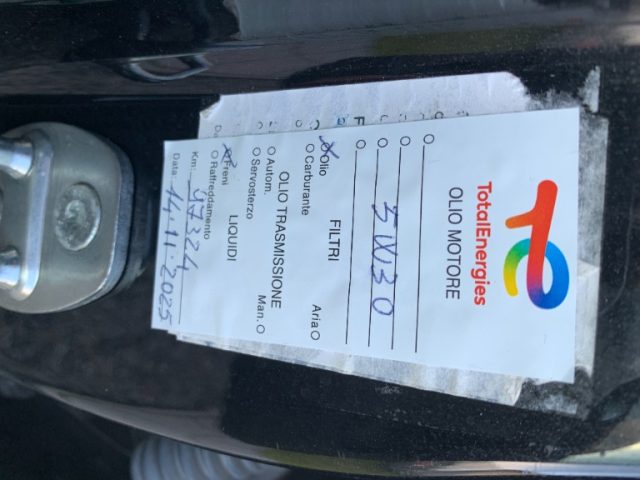 TotalEnergies
OLIO MOTORE
5W30
FILTRI
Olio
Aria
Carburante
OLIO TRASMISSIONE
Autom.
Man.
Servosterzo
LIQUIDI
Freni
Raffreddamento
Km: 97324
Data: 14.11.2025